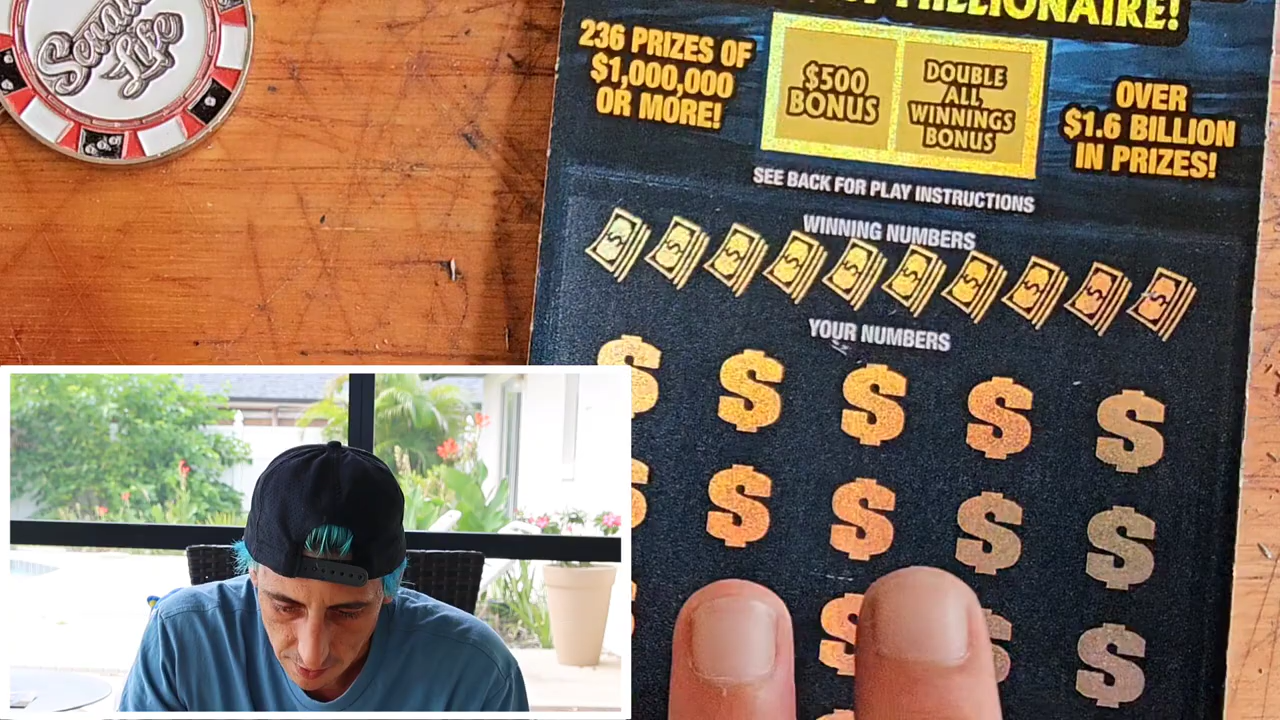 MILLIONAIRE!
236 PRIZES OF
$1,000,000
OR MORE!
$500
BONUS
DOUBLE
ALL
WINNINGS
BONUS
OVER
$1.6 BILLION
IN PRIZES!
SEE BACK FOR PLAY INSTRUCTIONS
WINNING NUMBERS
$ $ $ $ $ $ $ $ $ $
YOUR NUMBERS
$ $ $ $ $
$ $ $ $ $
$ $ $
Life